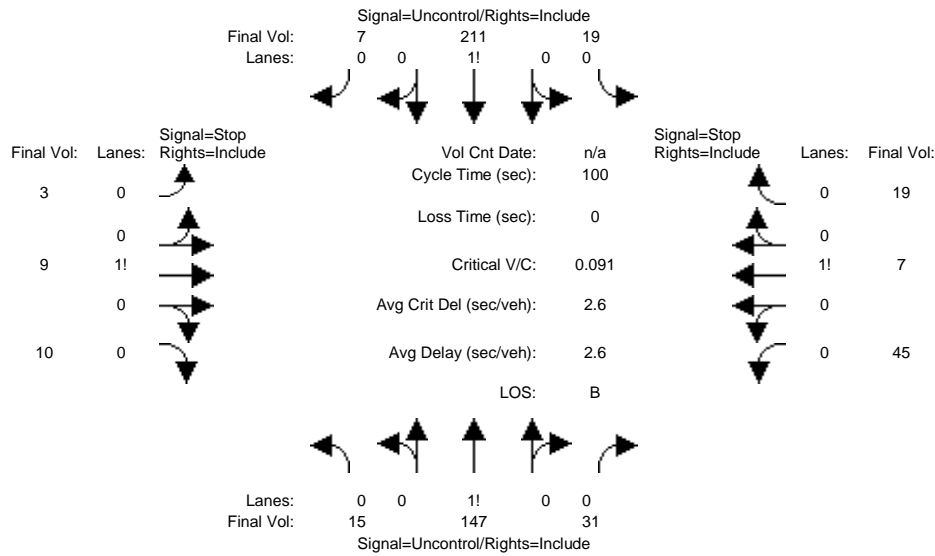 Signal=Uncontrol/Rights=Include
Final Vol: 7 211 19
Lanes: 0 0 1! 0 0
Signal=Stop Signal=Stop
Final Vol: Lanes: Rights=Include Vol Cnt Date: n/a Rights=Include Lanes: Final Vol:
Cycle Time (sec): 100
3 0 0 19
Loss Time (sec): 0
0 0
9 1! Critical V/C: 0.091 1! 7
0 Avg Crit Del (sec/veh): 2.6 0
10 0 Avg Delay (sec/veh): 2.6 0 45
LOS: B
Lanes: 0 0 1! 0 0
Final Vol: 15 147 31
Signal=Uncontrol/Rights=Include